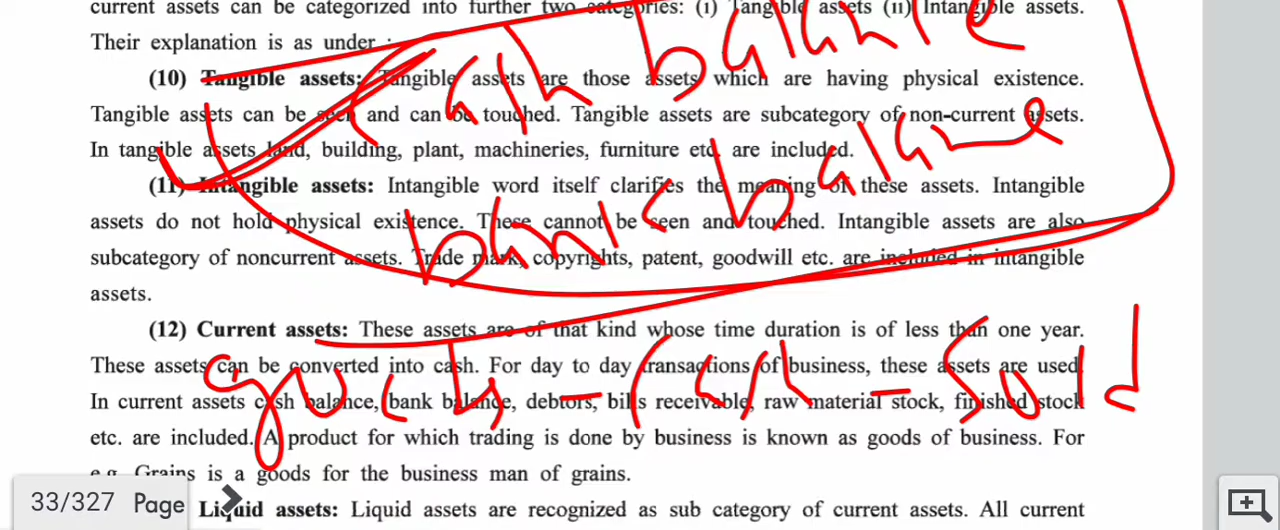 current assets can be categorized into further two categories: (i) Tangible assets (ii) Intangible assets.
Their explanation is as under :
cash balance
(10) Tangible assets: Tangible assets are those assets which are having physical existence.
Tangible assets can be seen and can be touched. Tangible assets are subcategory of non-current assets.
In tangible assets land, building, plant, machineries, furniture etc. are included.
(11) Intangible assets: Intangible word itself clarifies the meaning of these assets. Intangible
bank balance
assets do not hold physical existence. These cannot be seen and touched. Intangible assets are also
subcategory of noncurrent assets. Trade mark, copyrights, patent, goodwill etc. are included in intangible
assets.
(12) Current assets: These assets are of that kind whose time duration is of less than one year.
These assets can be converted into cash. For day to day transactions of business, these assets are used.
goods - cash - sold
In current assets cash balance, bank balance, debtors, bills receivable, raw material stock, finished stock
etc. are included. A product for which trading is done by business is known as goods of business. For
e.g. Grains is a goods for the business man of grains.
33/327 Page
Liquid assets: Liquid assets are recognized as sub category of current assets. All current